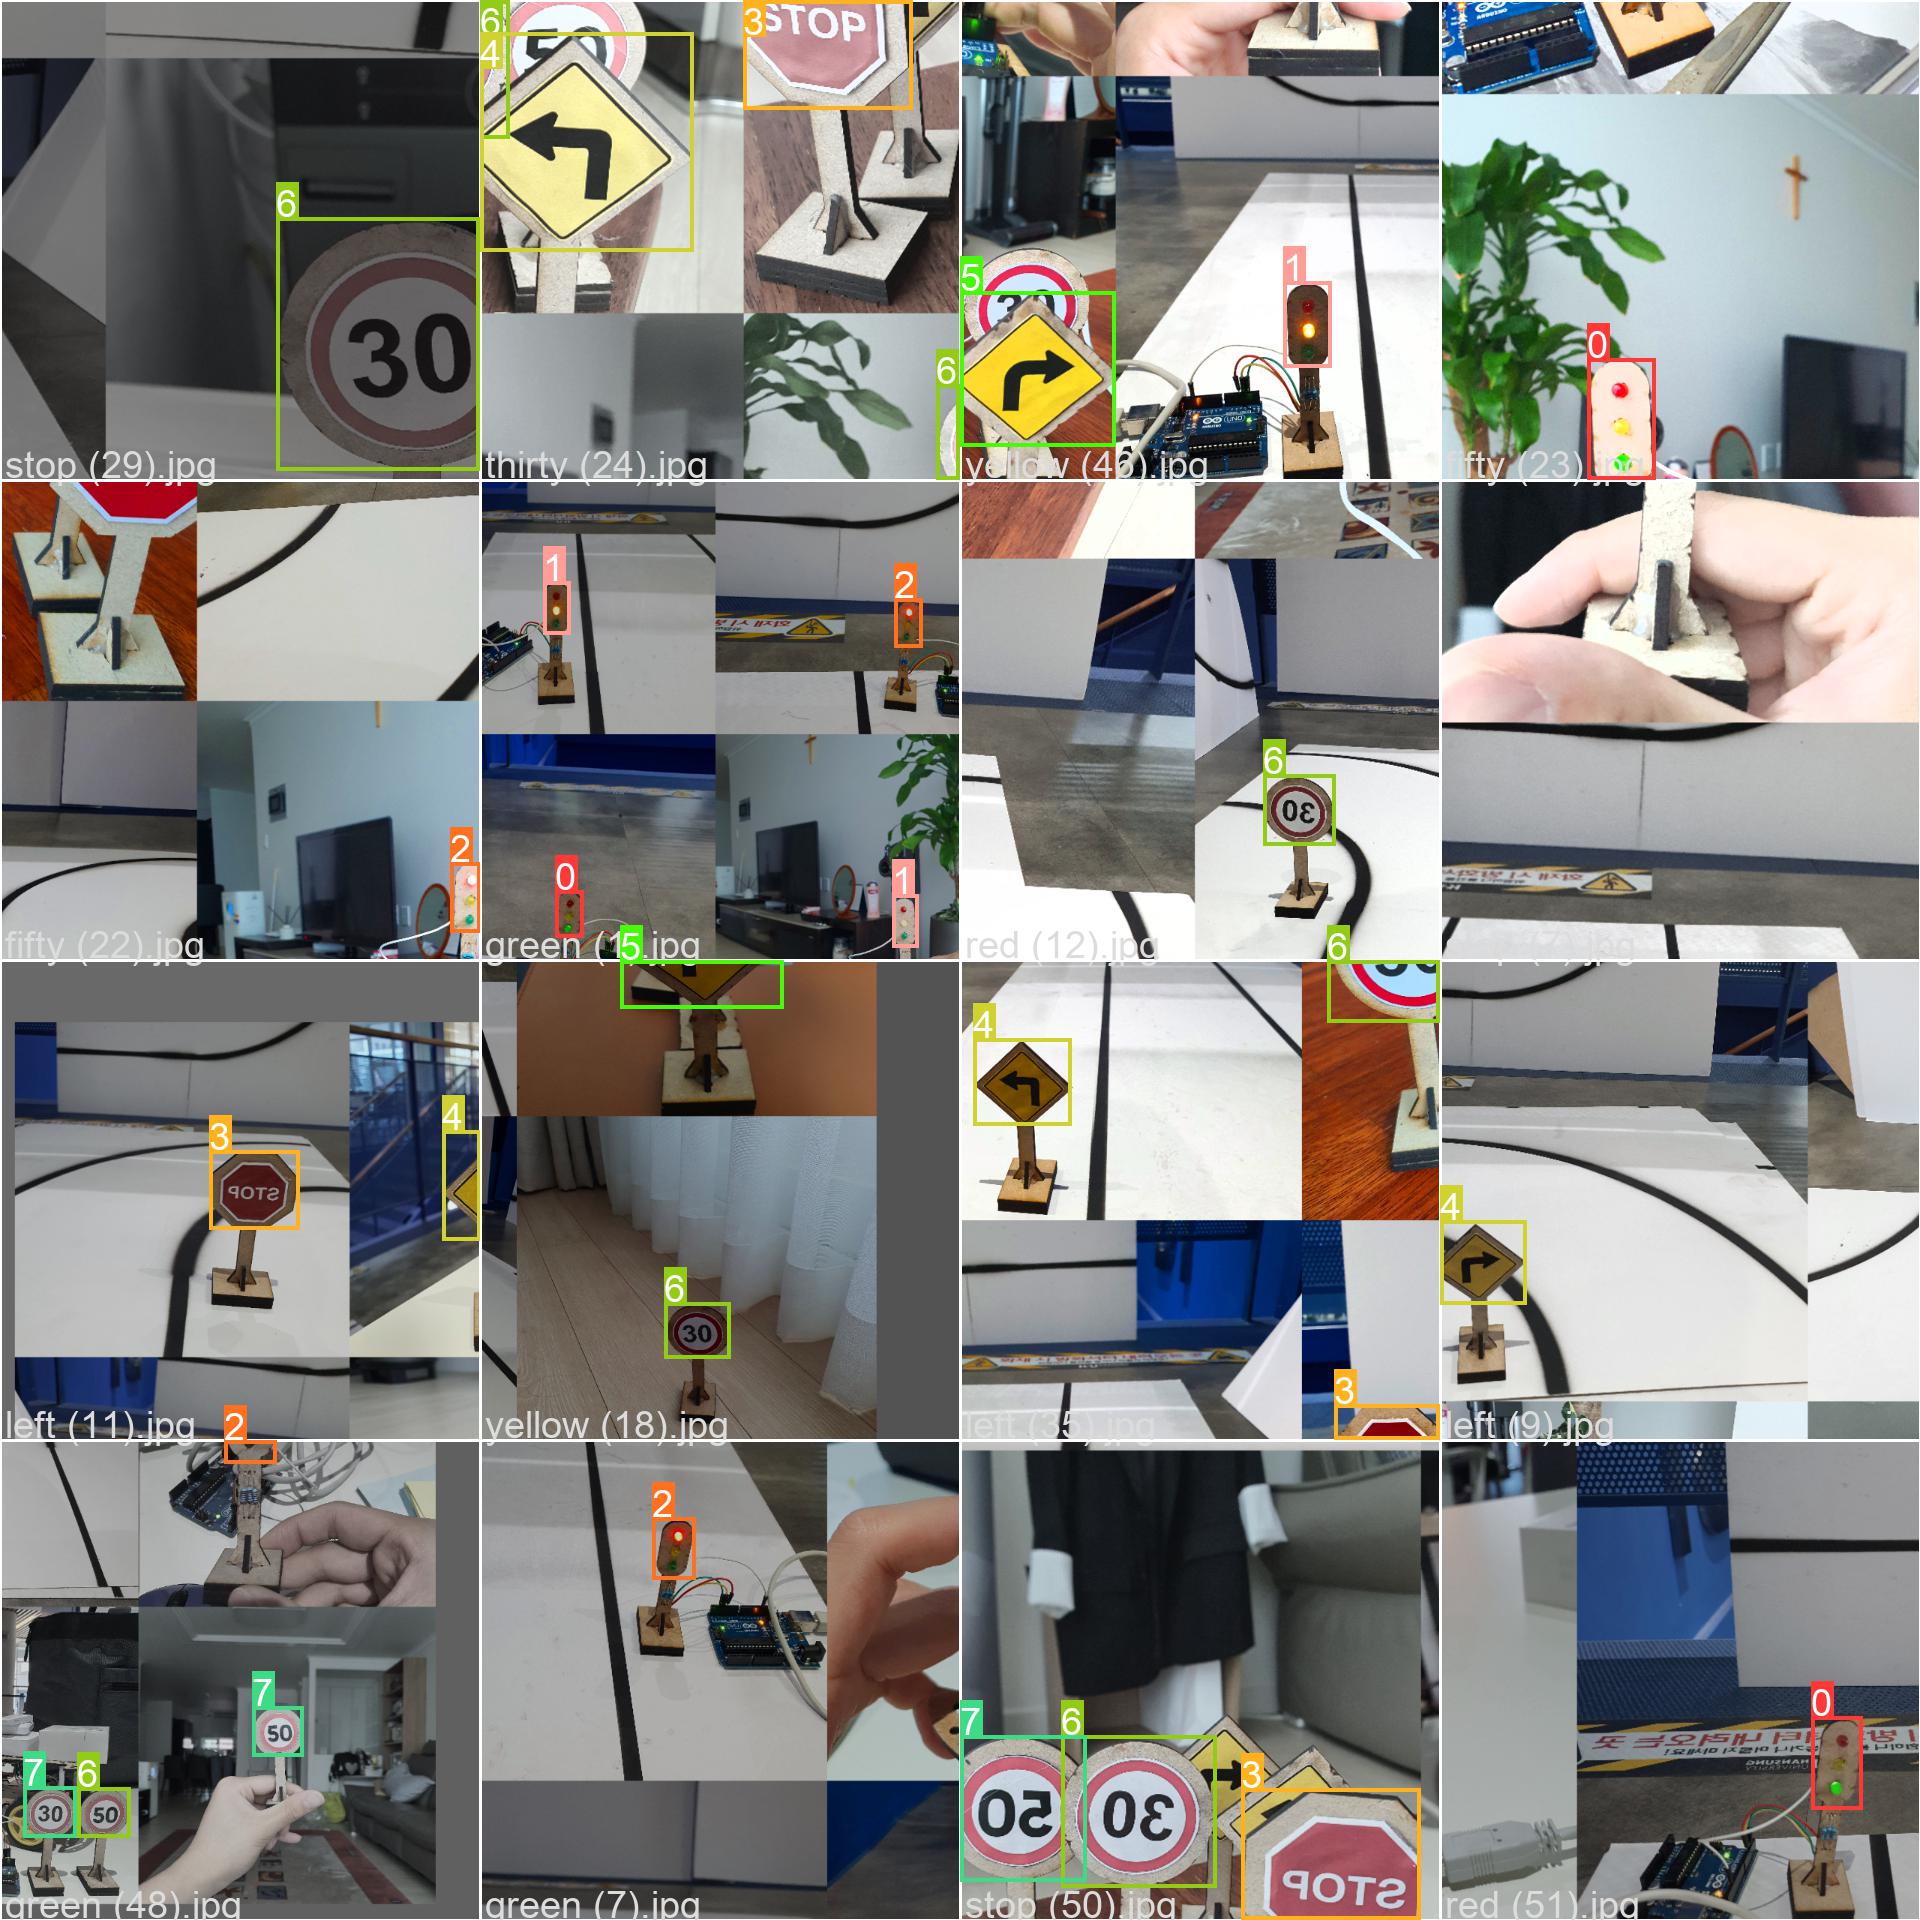 6
30
stop (29).jpg
6
4
50
3
STOP
6
thirty (24).jpg
5
30
1
UNO
yellow (46).jpg
0
fifty (23).jpg
2
fifty (22).jpg
1
2
0
1
green (1
5
.jpg
6
30
red (12).jpg
3
STOP
4
left (11).jpg
6
30
yellow (18).jpg
4
6
3
left (35).jpg
4
left (9).jpg
2
7
50
7
6
30
50
green (48).jpg
2
green (7).jpg
7
6
3
50
30
STOP
stop (50).jpg
0
red (51).jpg